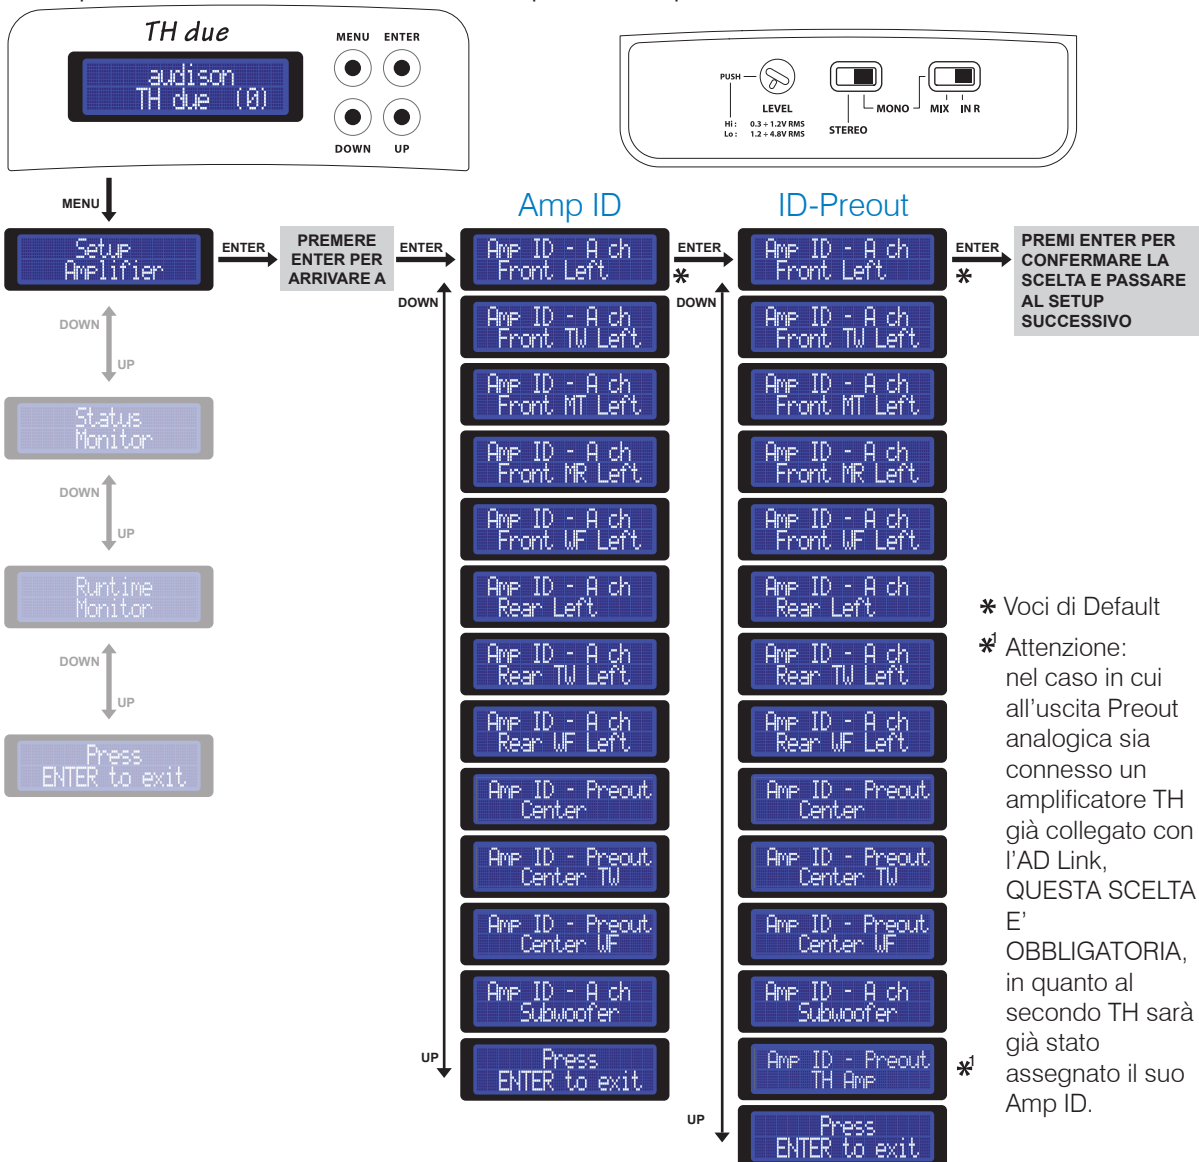 TH due
MENU ENTER
audison
TH due (0)
DOWN UP
PUSH
LEVEL
Hi : 0.3 ÷ 1.2V RMS
Lo : 1.2 ÷ 4.8V RMS
STEREO
MONO
MIX IN R
MENU
Setup
Amplifier
ENTER
PREMERE
ENTER PER
ARRIVARE A
ENTER
DOWN
UP
Status
Monitor
DOWN
UP
Runtime
Monitor
DOWN
UP
Press
ENTER to exit
Amp ID
DOWN
Amp ID - A ch
Front Left
ENTER
*
Amp ID - A ch
Front TW Left
Amp ID - A ch
Front MT Left
Amp ID - A ch
Front MR Left
Amp ID - A ch
Front WF Left
Amp ID - A ch
Rear Left
Amp ID - A ch
Rear TW Left
Amp ID - A ch
Rear WF Left
Amp ID - Preout
Center
Amp ID - Preout
Center TW
Amp ID - Preout
Center WF
Amp ID - A ch
Subwoofer
UP
Press
ENTER to exit
ID-Preout
DOWN
Amp ID - A ch
Front Left
ENTER
*
Amp ID - A ch
Front TW Left
Amp ID - A ch
Front MT Left
Amp ID - A ch
Front MR Left
Amp ID - A ch
Front WF Left
Amp ID - A ch
Rear Left
Amp ID - A ch
Rear TW Left
Amp ID - A ch
Rear WF Left
Amp ID - Preout
Center
Amp ID - Preout
Center TW
Amp ID - Preout
Center WF
Amp ID - A ch
Subwoofer
Amp ID - Preout
TH Amp
*1
UP
Press
ENTER to exit
PREMI ENTER PER
CONFERMARE LA
SCELTA E PASSARE
AL SETUP
SUCCESSIVO
* Voci di Default
*1 Attenzione:
nel caso in cui
all'uscita Preout
analogica sia
connesso un
amplificatore TH
già collegato con
l'AD Link,
QUESTA SCELTA
E'
OBBLIGATORIA,
in quanto al
secondo TH sarà
già stato
assegnato il suo
Amp ID.